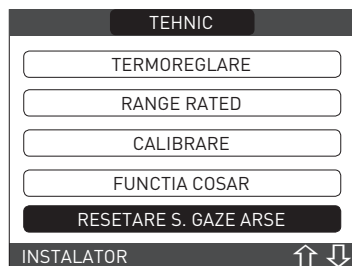 TEHNIC
TERMOREGLARE
RANGE RATED
CALIBRARE
FUNCTIA COSAR
RESETARE S. GAZE ARSE
INSTALATOR